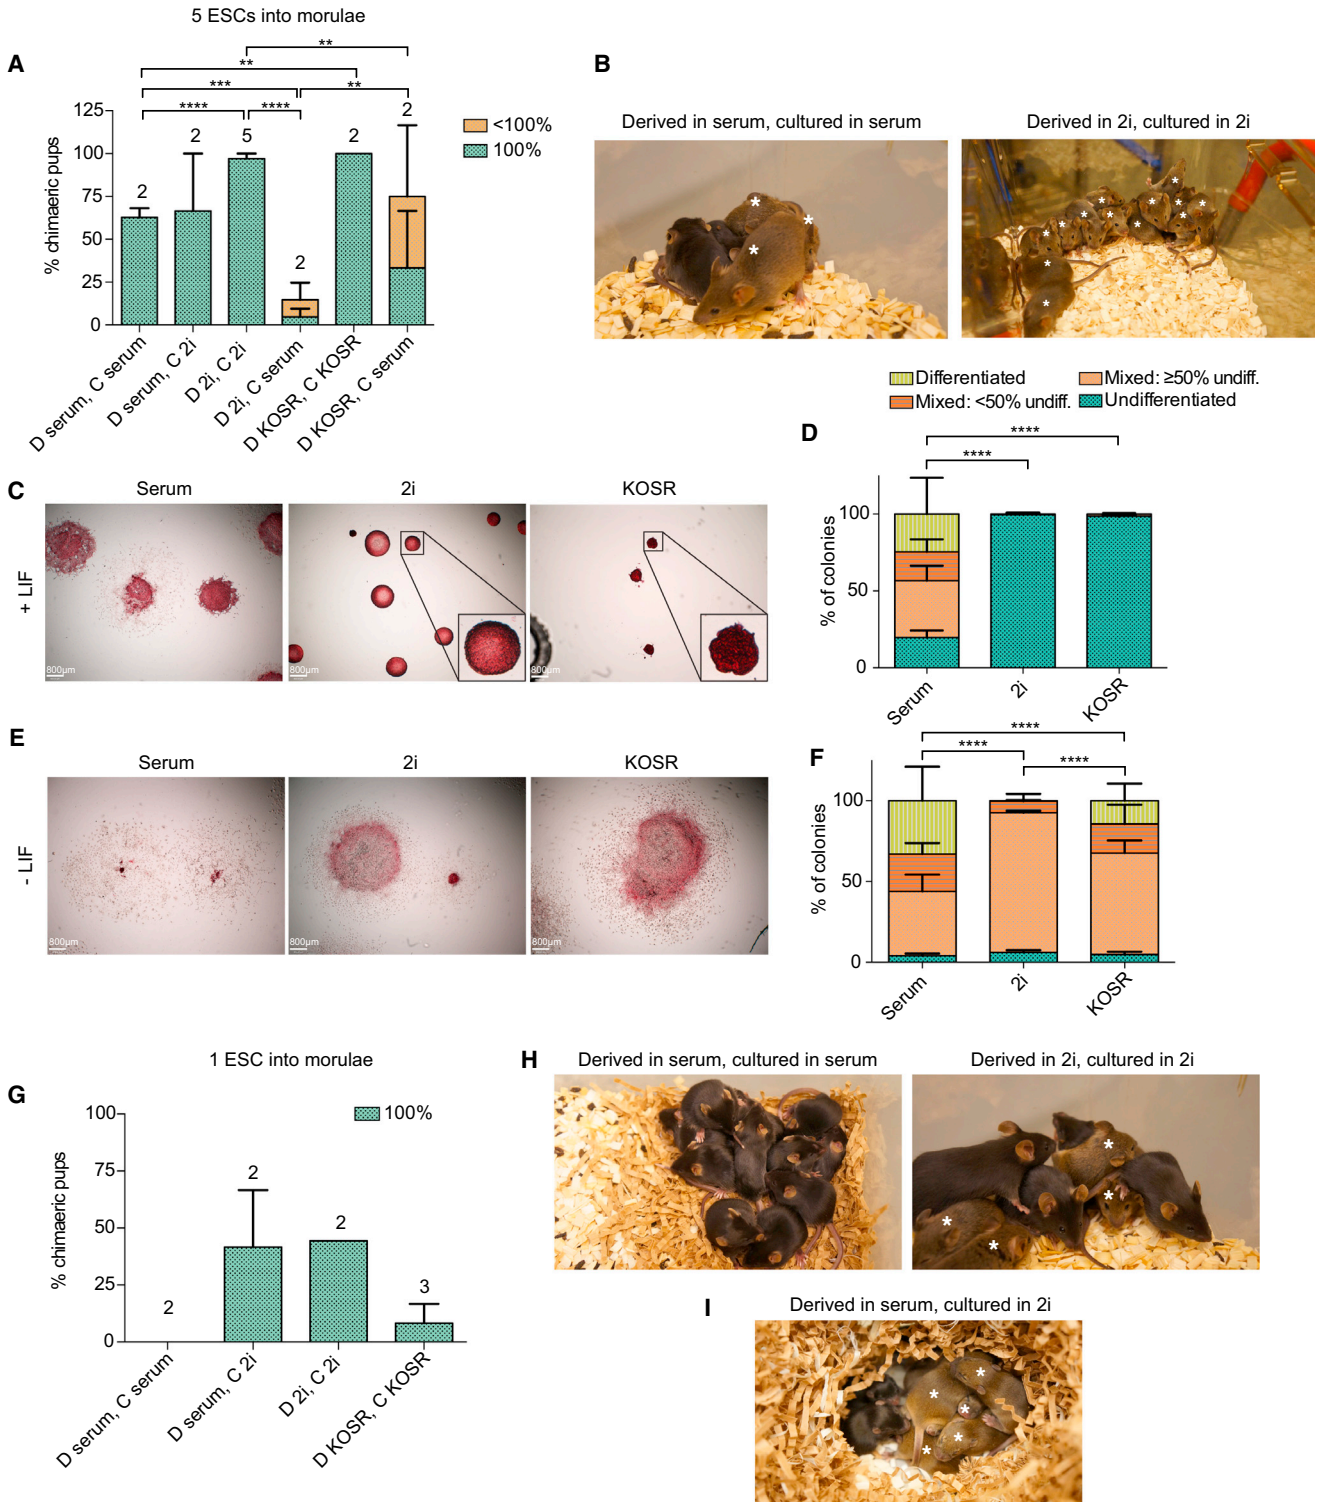 5 ESCs into morulae
A
**
**
***
**
****
****
125
100
75
50
25
0
% chimaeric pups
2
2
5
2
2
2
<100%
100%
D serum, C serum
D serum, C 2i
D 2i, C 2i
D 2i, C serum
D KOSR, C KOSR
D KOSR, C serum
B
Derived in serum, cultured in serum
Derived in 2i, cultured in 2i
* * *
* * * * * * * * * * * * *
Differentiated
Mixed: ≥50% undiff.
Mixed: <50% undiff.
Undifferentiated
C
Serum
2i
KOSR
+ LIF
800µm
800µm
800µm
D
****
****
100
50
0
% of colonies
Serum
2i
KOSR
E
Serum
2i
KOSR
- LIF
800µm
800µm
800µm
F
****
****
****
100
50
0
% of colonies
Serum
2i
KOSR
1 ESC into morulae
G
100
75
50
25
0
% chimaeric pups
100%
2
2
2
3
D serum, C serum
D serum, C 2i
D 2i, C 2i
D KOSR, C KOSR
H
Derived in serum, cultured in serum
Derived in 2i, cultured in 2i
* * * *
I
Derived in serum, cultured in 2i
* * * * *